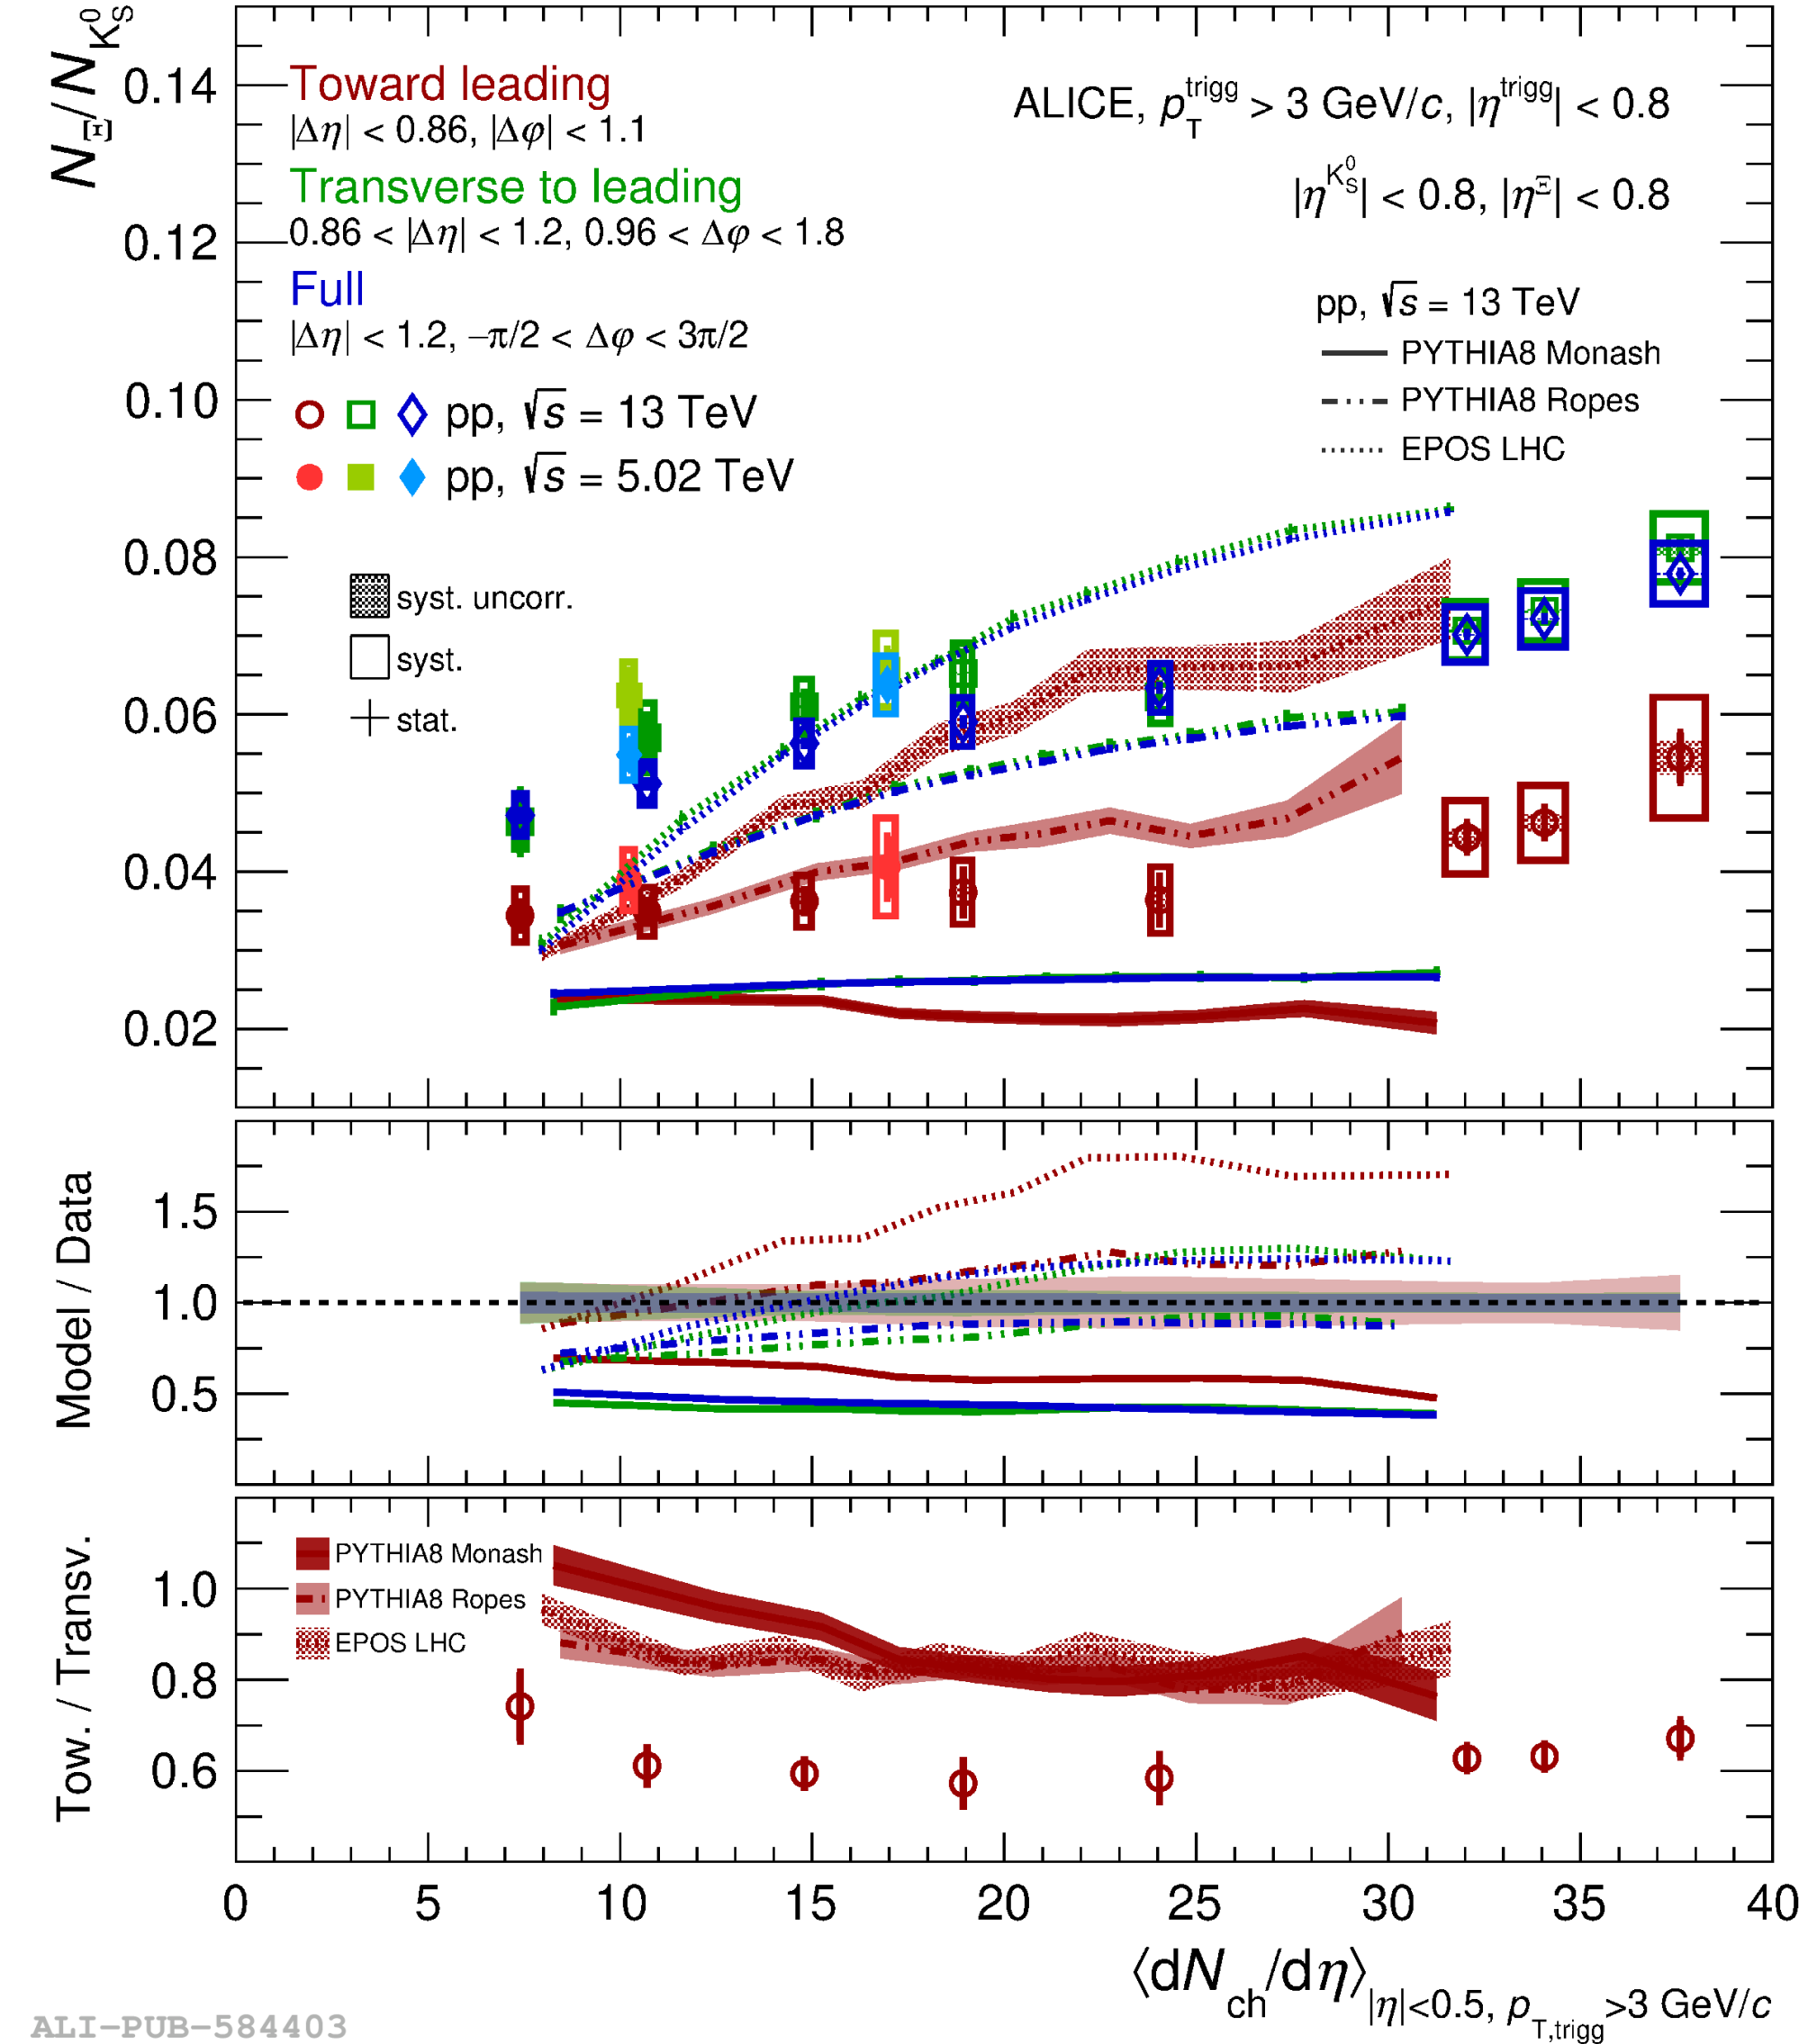 N_Ξ/N_{K^0_S}
0.14
0.12
0.10
0.08
0.06
0.04
0.02
Toward leading
|Δη| < 0.86, |Δφ| < 1.1
Transverse to leading
0.86 < |Δη| < 1.2, 0.96 < Δφ < 1.8
Full
|Δη| < 1.2, −π/2 < Δφ < 3π/2
pp, √s = 13 TeV
pp, √s = 5.02 TeV
syst. uncorr.
syst.
stat.
ALICE, p_T^trigg > 3 GeV/c, |η^trigg| < 0.8
|η^{K^0_S}| < 0.8, |η^Ξ| < 0.8
pp, √s = 13 TeV
PYTHIA8 Monash
PYTHIA8 Ropes
EPOS LHC
Model / Data
1.5
1.0
0.5
Tow. / Transv.
1.0
0.8
0.6
PYTHIA8 Monash
PYTHIA8 Ropes
EPOS LHC
0 5 10 15 20 25 30 35 40
⟨dN_ch/dη⟩_{|η|<0.5, p_{T,trigg}>3 GeV/c}
ALI-PUB-584403